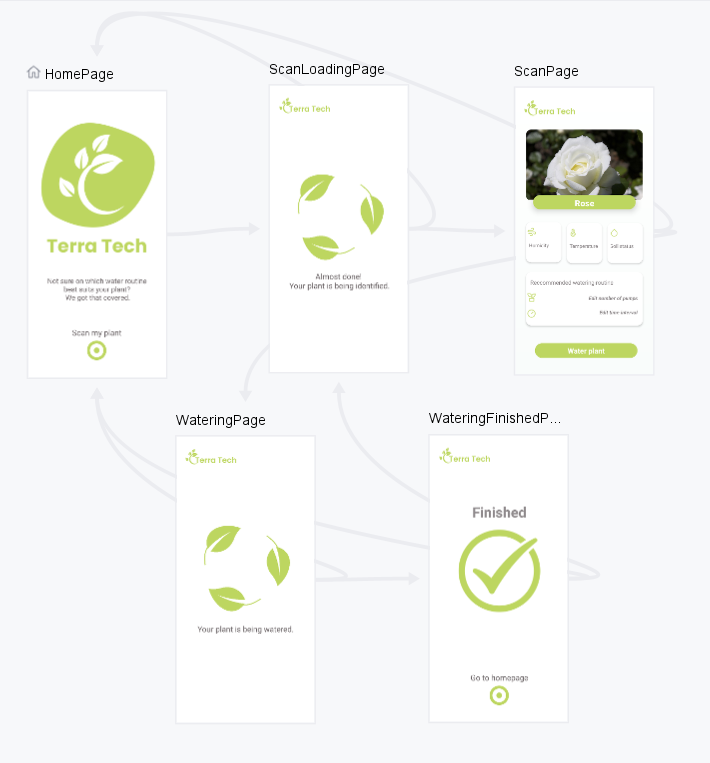 HomePage
Terra Tech
Not sure on which water routine
best suits your plant?
We got that covered.
Scan my plant
ScanLoadingPage
Terra Tech
Almost done!
Your plant is being identified.
ScanPage
Terra Tech
Rose
Humidity
Temperature
Soil status
Reccommended watering routine
Edit number of pumps
Edit time interval
Water plant
WateringPage
Terra Tech
Your plant is being watered.
WateringFinishedP...
Terra Tech
Finished
Go to homepage